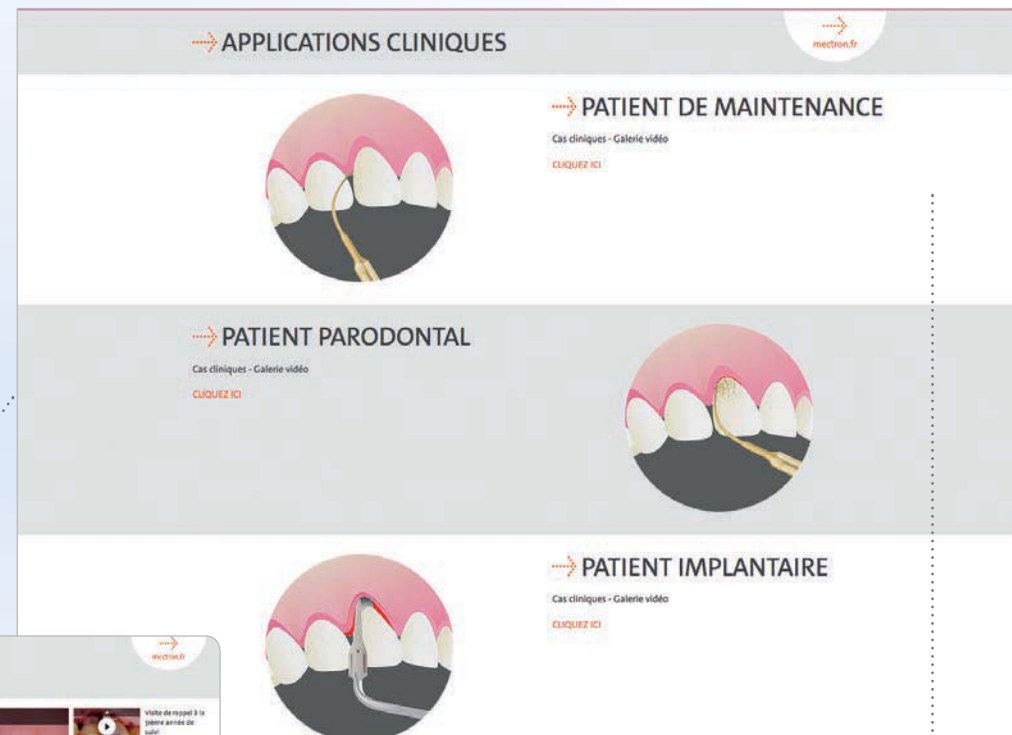 APPLICATIONS CLINIQUES
mectron.fr
PATIENT DE MAINTENANCE
Cas cliniques - Galerie vidéo
CLIQUEZ ICI
PATIENT PARODONTAL
Cas cliniques - Galerie vidéo
CLIQUEZ ICI
PATIENT IMPLANTAIRE
Cas cliniques - Galerie vidéo
CLIQUEZ ICI
mectron.fr
Visite de rappel à la
année de
suivi